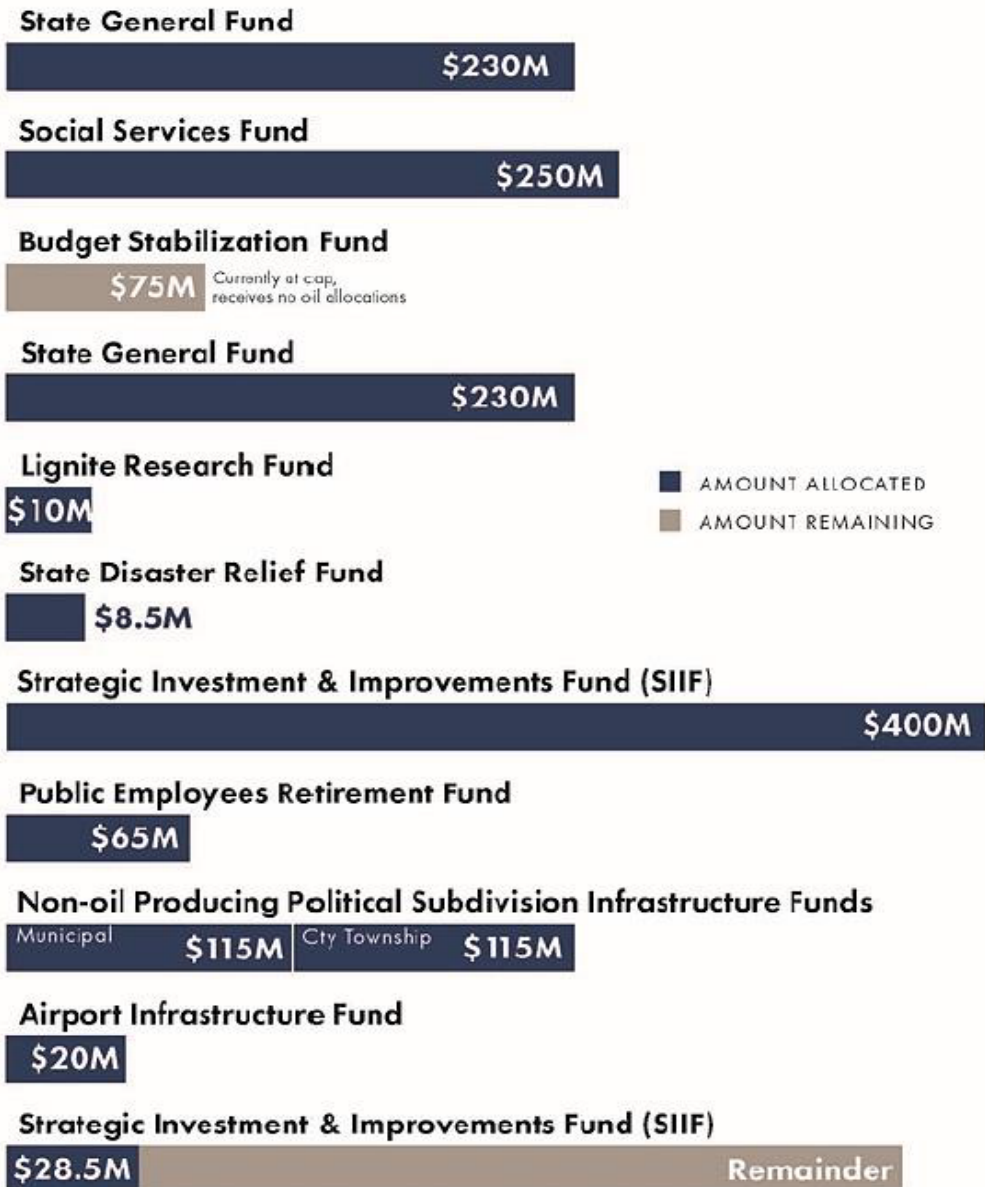 State General Fund
$230M
Social Services Fund
$250M
Budget Stabilization Fund
$75M
Currently at cap,
receives no oil allocations
State General Fund
$230M
Lignite Research Fund
$10M
AMOUNT ALLOCATED
AMOUNT REMAINING
State Disaster Relief Fund
$8.5M
Strategic Investment & Improvements Fund (SIIF)
$400M
Public Employees Retirement Fund
$65M
Non-oil Producing Political Subdivision Infrastructure Funds
Municipal $115M Cty Township $115M
Airport Infrastructure Fund
$20M
Strategic Investment & Improvements Fund (SIIF)
$28.5M Remainder